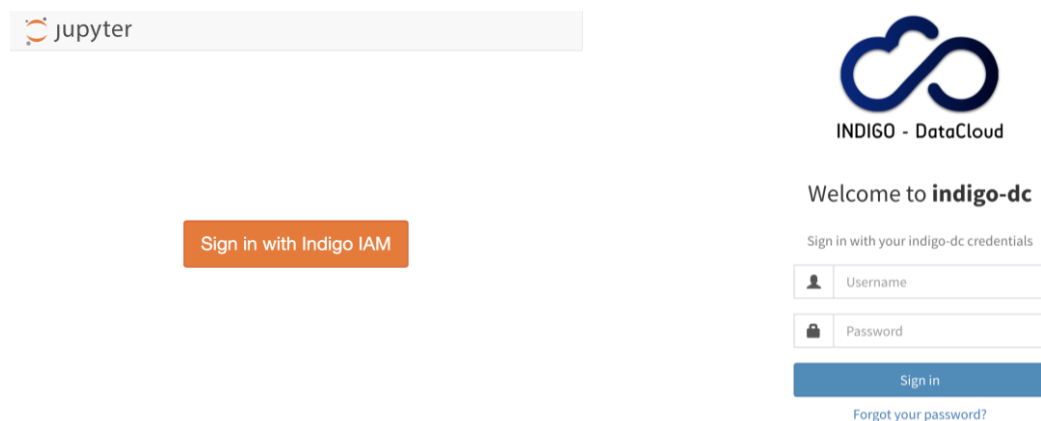 jupyter
Sign in with Indigo IAM
INDIGO - DataCloud
Welcome to indigo-dc
Sign in with your indigo-dc credentials
Username
Password
Sign in
Forgot your password?